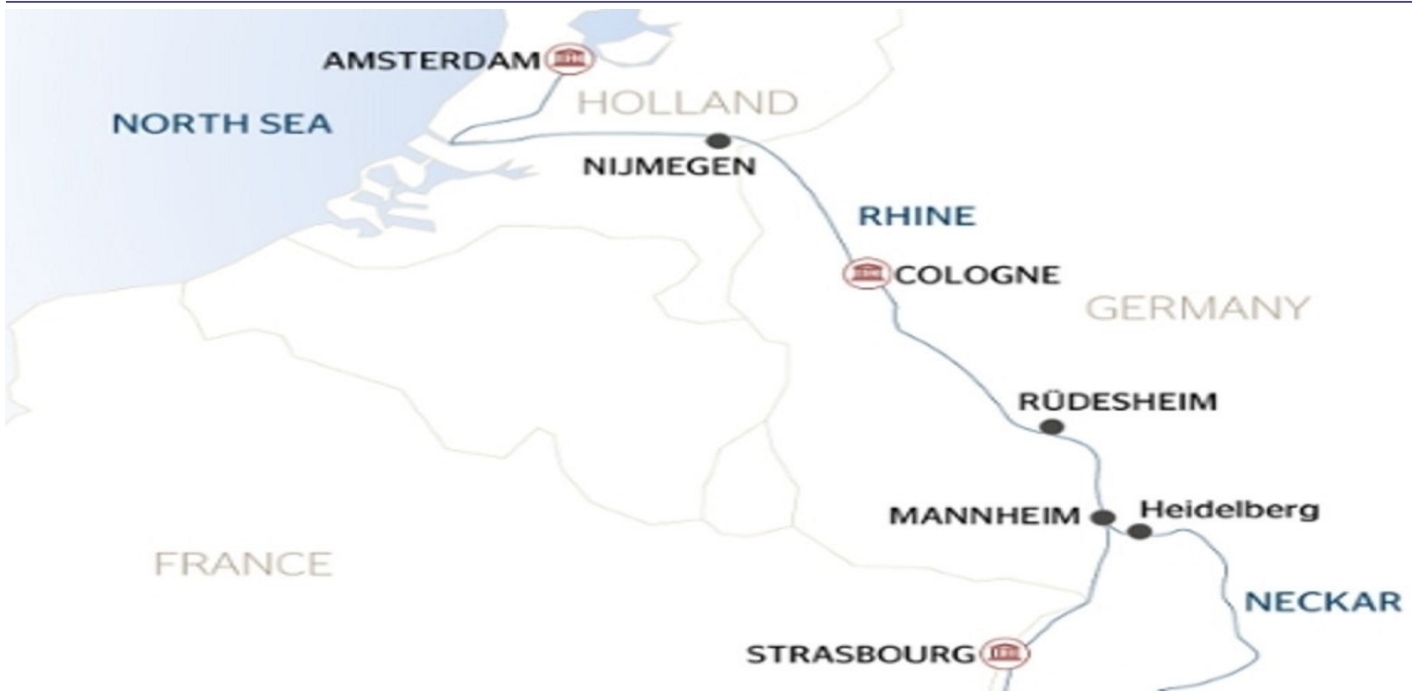 AMSTERDAM
HOLLAND
NORTH SEA
NIJMEGEN
RHINE
COLOGNE
GERMANY
RÜDESHEIM
MANNHEIM
Heidelberg
FRANCE
NECKAR
STRASBOURG